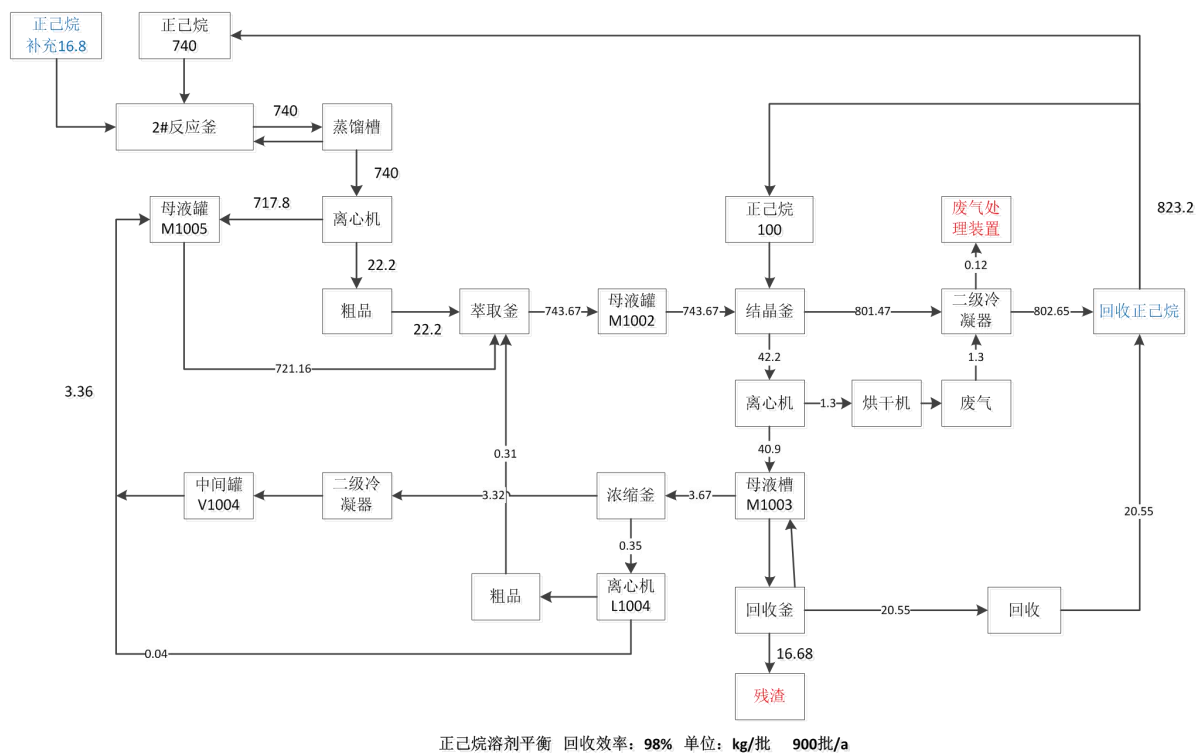 正己烷
补充16.8
正己烷
740
2#反应釜
740
蒸馏槽
740
母液罐
M1005
717.8
离心机
正己烷
100
废气处
理装置
823.2
22.2
0.12
粗品
22.2
萃取釜
743.67
母液罐
M1002
743.67
结晶釜
801.47
二级冷
凝器
802.65
回收正己烷
721.16
42.2
1.3
3.36
离心机
1.3
烘干机
废气
0.31
40.9
中间罐
V1004
二级冷
凝器
3.32
浓缩釜
3.67
母液槽
M1003
20.55
0.35
粗品
离心机
L1004
回收釜
20.55
回收
0.04
16.68
残渣
正己烷溶剂平衡 回收效率：98% 单位：kg/批 900批/a